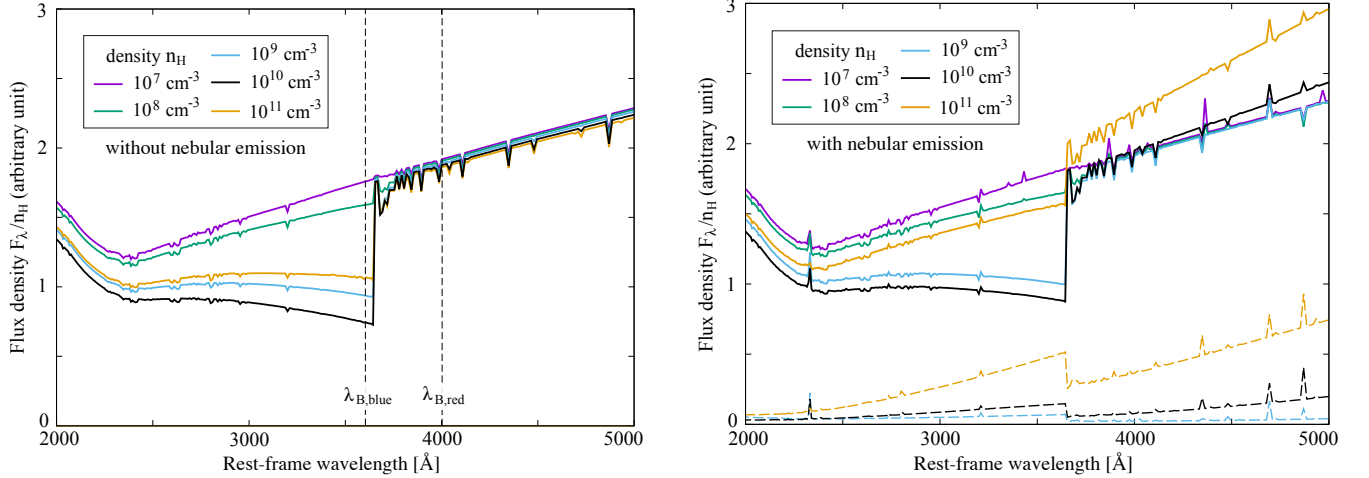 3
2
1
0
Flux density F_λ/n_H (arbitrary unit)
density n_H
10^7 cm^-3
10^8 cm^-3
10^9 cm^-3
10^10 cm^-3
10^11 cm^-3
without nebular emission
λ_B,blue
λ_B,red
2000 3000 4000 5000
Rest-frame wavelength [Å]
3
2
1
0
Flux density F_λ/n_H (arbitrary unit)
density n_H
10^7 cm^-3
10^8 cm^-3
10^9 cm^-3
10^10 cm^-3
10^11 cm^-3
with nebular emission
2000 3000 4000 5000
Rest-frame wavelength [Å]